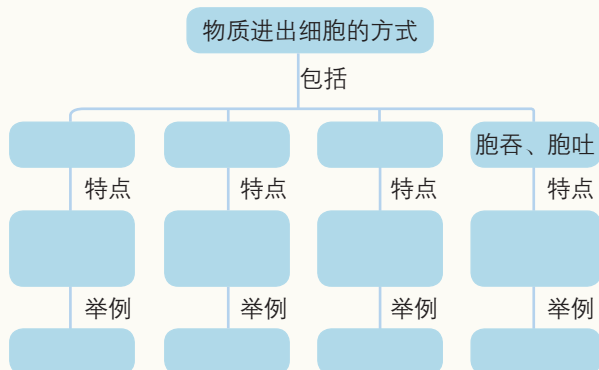 物质进出细胞的方式
包括
胞吞、胞吐
特点 特点 特点 特点
举例 举例 举例 举例